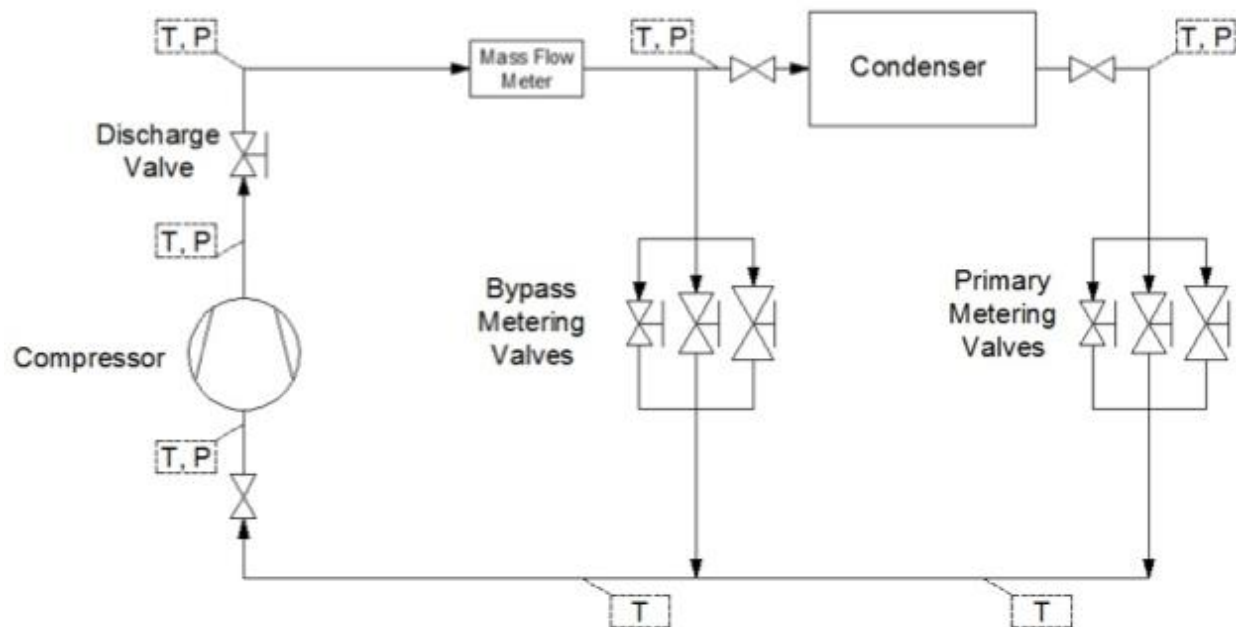 T, P
T, P
T, P
Mass Flow
Meter
Condenser
Discharge
Valve
T, P
Bypass
Metering
Valves
Primary
Metering
Valves
Compressor
T, P
T
T